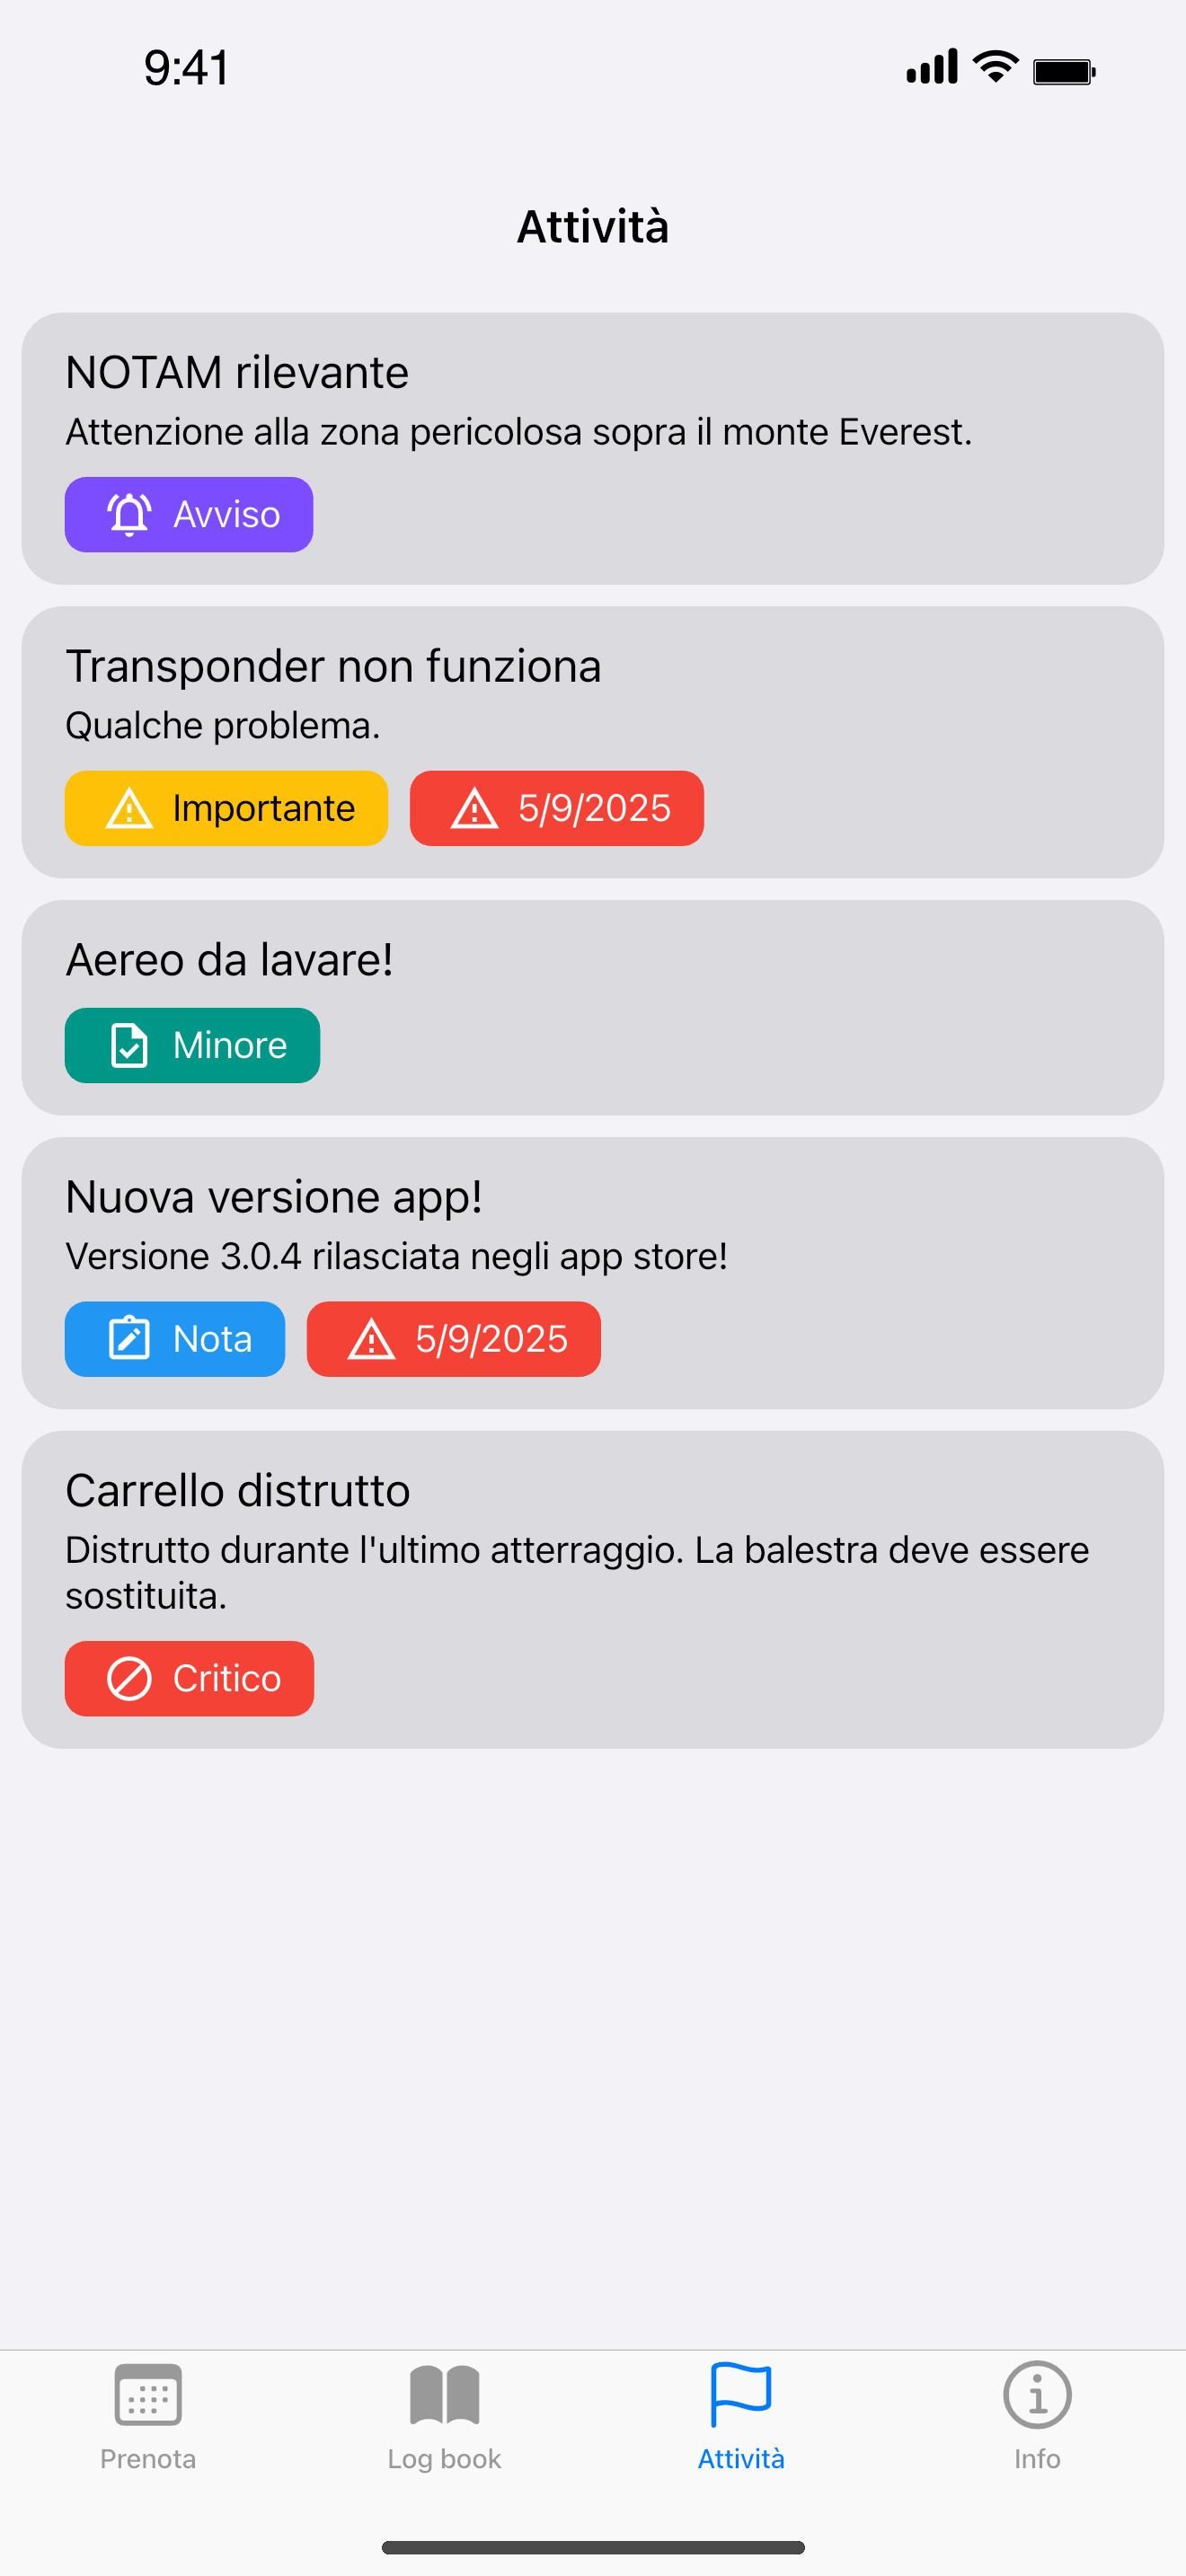 9:41
Attività
NOTAM rilevante
Attenzione alla zona pericolosa sopra il monte Everest.
Avviso
Transponder non funziona
Qualche problema.
Importante 5/9/2025
Aereo da lavare!
Minore
Nuova versione app!
Versione 3.0.4 rilasciata negli app store!
Nota 5/9/2025
Carrello distrutto
Distrutto durante l'ultimo atterraggio. La balestra deve essere
sostituita.
Critico
Prenota Log book Attività Info